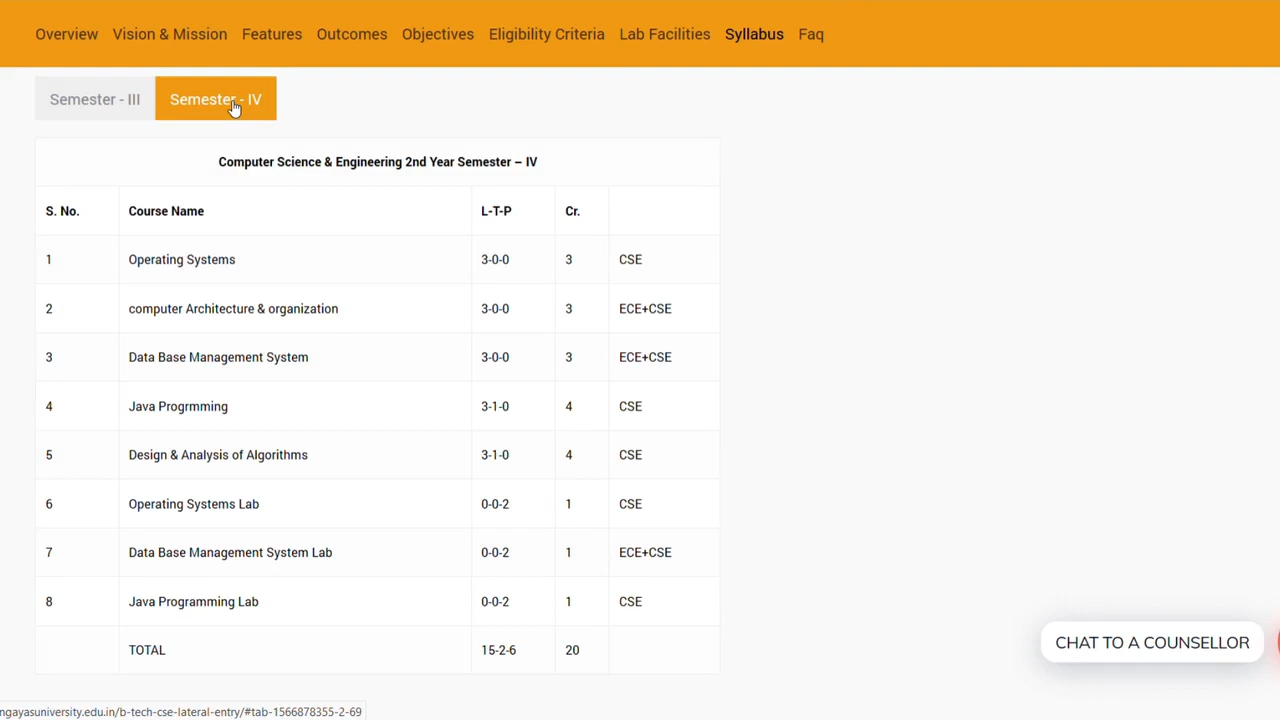 Overview Vision & Mission Features Outcomes Objectives Eligibility Criteria Lab Facilities Syllabus Faq
Semester - III Semester - IV
Computer Science & Engineering 2nd Year Semester – IV
S. No. Course Name L-T-P Cr.
1 Operating Systems 3-0-0 3 CSE
2 computer Architecture & organization 3-0-0 3 ECE+CSE
3 Data Base Management System 3-0-0 3 ECE+CSE
4 Java Progrmming 3-1-0 4 CSE
5 Design & Analysis of Algorithms 3-1-0 4 CSE
6 Operating Systems Lab 0-0-2 1 CSE
7 Data Base Management System Lab 0-0-2 1 ECE+CSE
8 Java Programming Lab 0-0-2 1 CSE
CHAT TO A COUNSELLOR
TOTAL 15-2-6 20
ngayasuniversity.edu.in/b-tech-cse-lateral-entry/#tab-1566878355-2-69